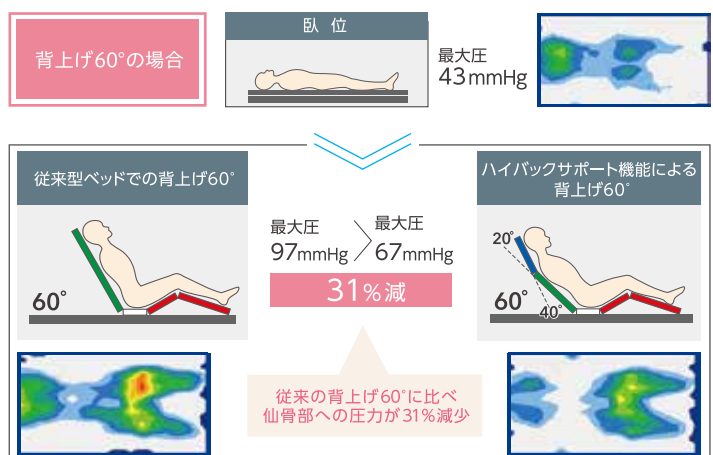 背上げ60°の場合
臥 位
最大圧
43mmHg
従来型ベッドでの背上げ60°
60°
最大圧
97mmHg
最大圧
67mmHg
31%減
ハイバックサポート機能による
背上げ60°
20°
60°
40°
従来の背上げ60°に比べ
仙骨部への圧力が31%減少